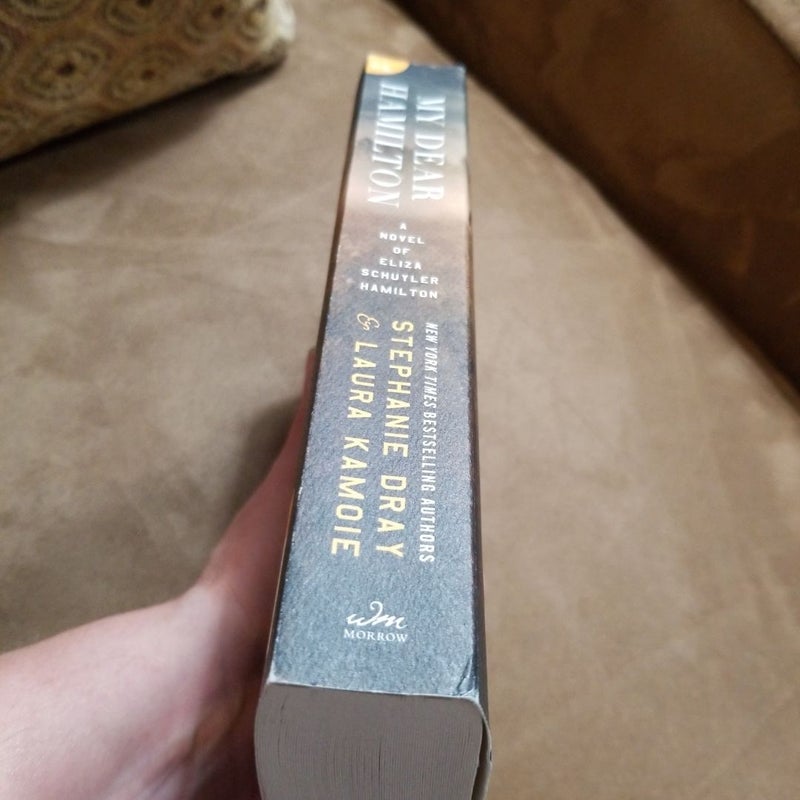 MY DEAR
HAMILTON
A
NOVEL
OF
ELIZA
SCHUYLER
HAMILTON
NEW YORK TIMES BESTSELLING AUTHORS
STEPHANIE DRAY
& LAURA KAMOIE
wm
MORROW